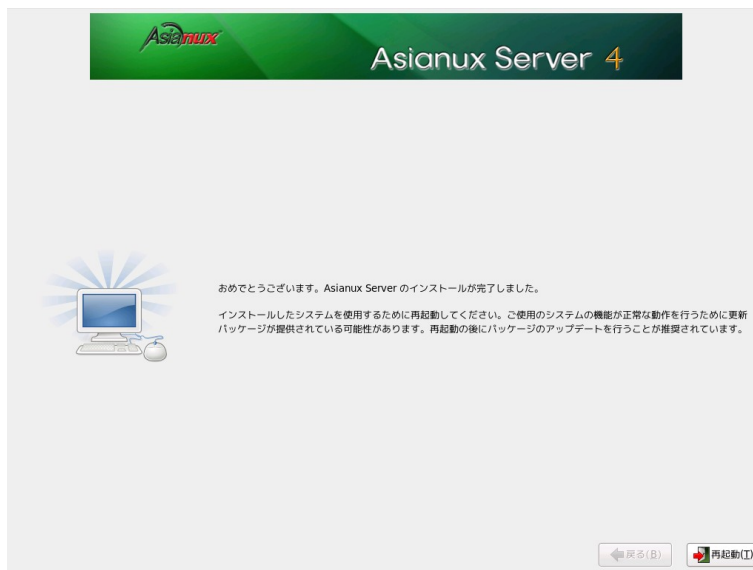 Asianux
Asianux Server 4
おめでとうございます。Asianux Server のインストールが完了しました。
インストールしたシステムを使用するために再起動してください。ご使用のシステムの機能が正常な動作を行うために更新
パッケージが提供されている可能性があります。再起動の後にパッケージのアップデートを行うことが推奨されています。
戻る(B)
再起動(T)